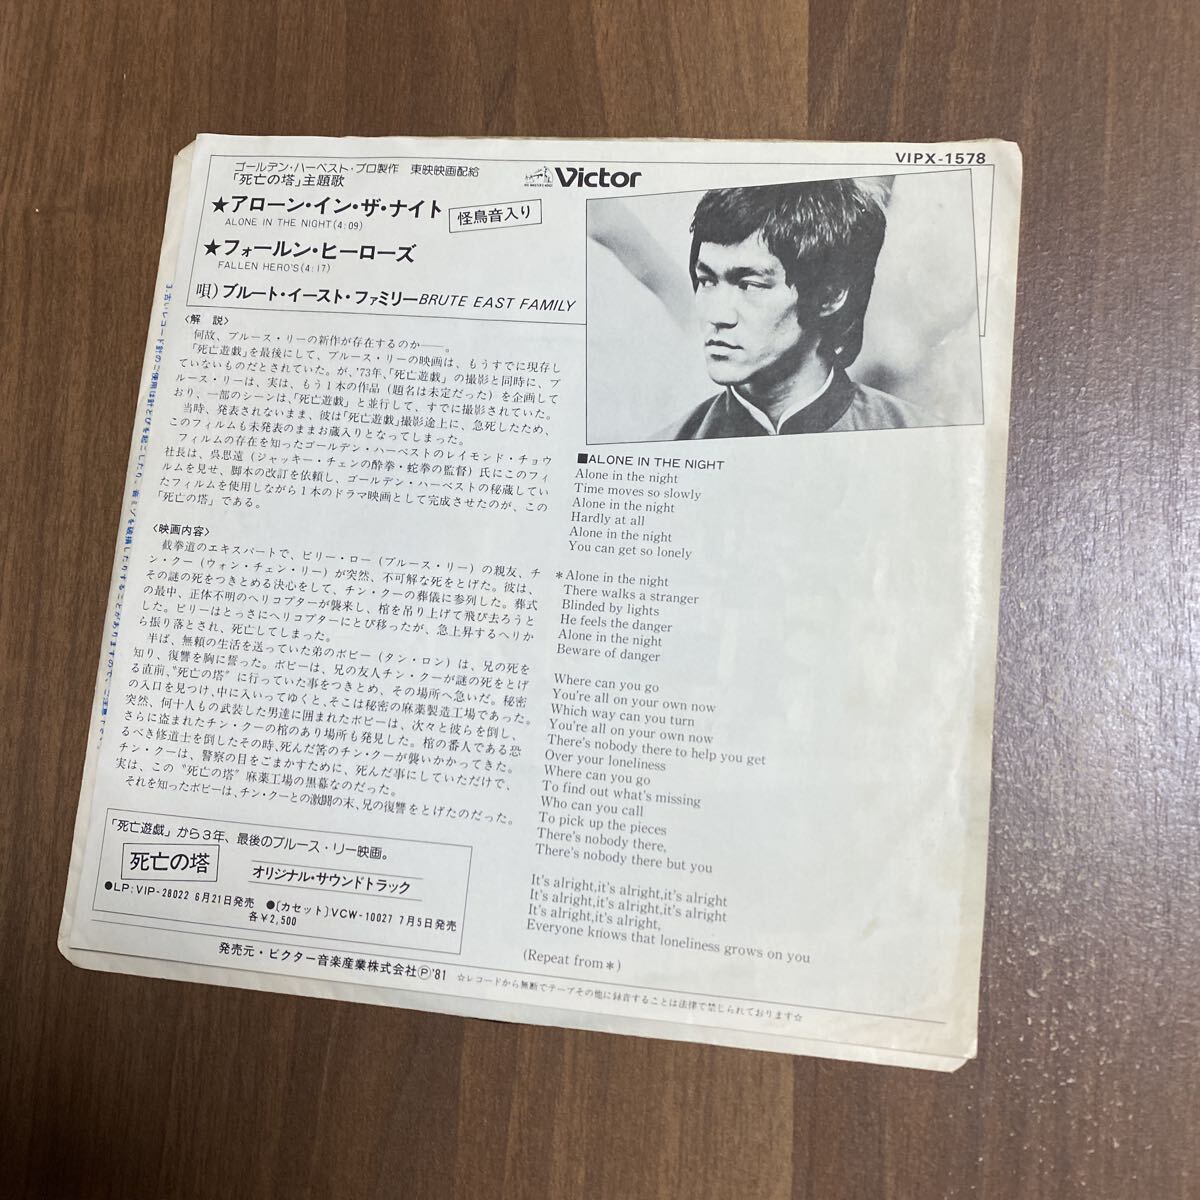 VIPX-1578
ゴールデン・ハーベスト・プロ製作 東映映画配給
「死亡の塔」主題歌
Victor
★アローン・イン・ザ・ナイト
ALONE IN THE NIGHT(4:09)
怪鳥音入り
★フォールン・ヒーローズ
FALLEN HERO'S(4:17)
唄)ブルート・イースト・ファミリーBRUTE EAST FAMILY
〈解 説〉
何故、ブルース・リーの新作が存在するのか──。
「死亡遊戯」を最後にして、ブルース・リーの映画は、もうすでに現存し
ていないものだとされていた。が、'73年、「死亡遊戯」の撮影と同時に、ブ
ルース・リーは、実は、もう1本の作品(題名は未定だった)を企画して
おり、一部のシーンは、「死亡遊戯」と並行して、すでに撮影されていた。
当時、発表されないまま、彼は「死亡遊戯」撮影途上に、急死したため、
このフィルムも未発表のままお蔵入りとなってしまった。
フィルムの存在を知ったゴールデン・ハーベストのレイモンド・チョウ
社長は、呉思遠(ジャッキー・チェンの酔拳・蛇拳の監督)氏にこのフィ
ルムを見せ、脚本の改訂を依頼し、ゴールデン・ハーベストの秘蔵してい
たフィルムを使用しながら1本のドラマ映画として完成させたのが、この
「死亡の塔」である。
〈映画内容〉
截拳道のエキスパートで、ビリー・ロー(ブルース・リー)の親友、チ
ン・クー(ウォン・チェン・リー)が突然、不可解な死をとげた。彼は、
その謎の死をつきとめる決心をして、チン・クーの葬儀に参列した。葬式
の最中、正体不明のヘリコプターが襲来し、棺を吊り上げて飛び去ろうと
した。ビリーはとっさにヘリコプターにとび移ったが、急上昇するヘリか
ら振り落とされ、死亡してしまった。
半ば、無頼の生活を送っていた弟のボビー(タン・ロン)は、兄の死を
知り、復讐を胸に誓った。ボビーは、兄の友人チン・クーが謎の死をとげ
る直前、"死亡の塔"に行っていた事をつきとめ、その場所へ急いだ。秘密
の入口を見つけ、中に入いってゆくと、そこは秘密の麻薬製造工場であった。
突然、何十人もの武装した男達に囲まれたボビーは、次々と彼らを倒し、
さらに盗まれたチン・クーの棺のあり場所も発見した。棺の番人である恐
るべき修道士を倒したその時、死んだ筈のチン・クーが襲いかかってきた。
チン・クーは、警察の目をごまかすために、死んだ事にしていただけで、
実は、この"死亡の塔"麻薬工場の黒幕なのだった。
それを知ったボビーは、チン・クーとの激闘の末、兄の復讐をとげたのだった。
「死亡遊戯」から3年、最後のブルース・リー映画。
死亡の塔
オリジナル・サウンドトラック
●LP:VIP-28022 6月21日発売 ●〔カセット〕VCW-10027 7月5日発売
各¥2,500
発売元・ビクター音楽産業株式会社Ⓟ'81
☆レコードから無断でテープその他に録音することは法律で禁じられております☆
■ALONE IN THE NIGHT
Alone in the night
Time moves so slowly
Alone in the night
Hardly at all
Alone in the night
You can get so lonely
*Alone in the night
There walks a stranger
Blinded by lights
He feels the danger
Alone in the night
Beware of danger
Where can you go
You're all on your own now
Which way can you turn
You're all on your own now
There's nobody there to help you get
Over your loneliness
Where can you go
To find out what's missing
Who can you call
To pick up the pieces
There's nobody there,
There's nobody there but you
It's alright,it's alright,it's alright
It's alright,it's alright,it's alright
It's alright,it's alright,
Everyone knows that loneliness grows on you
(Repeat from*)